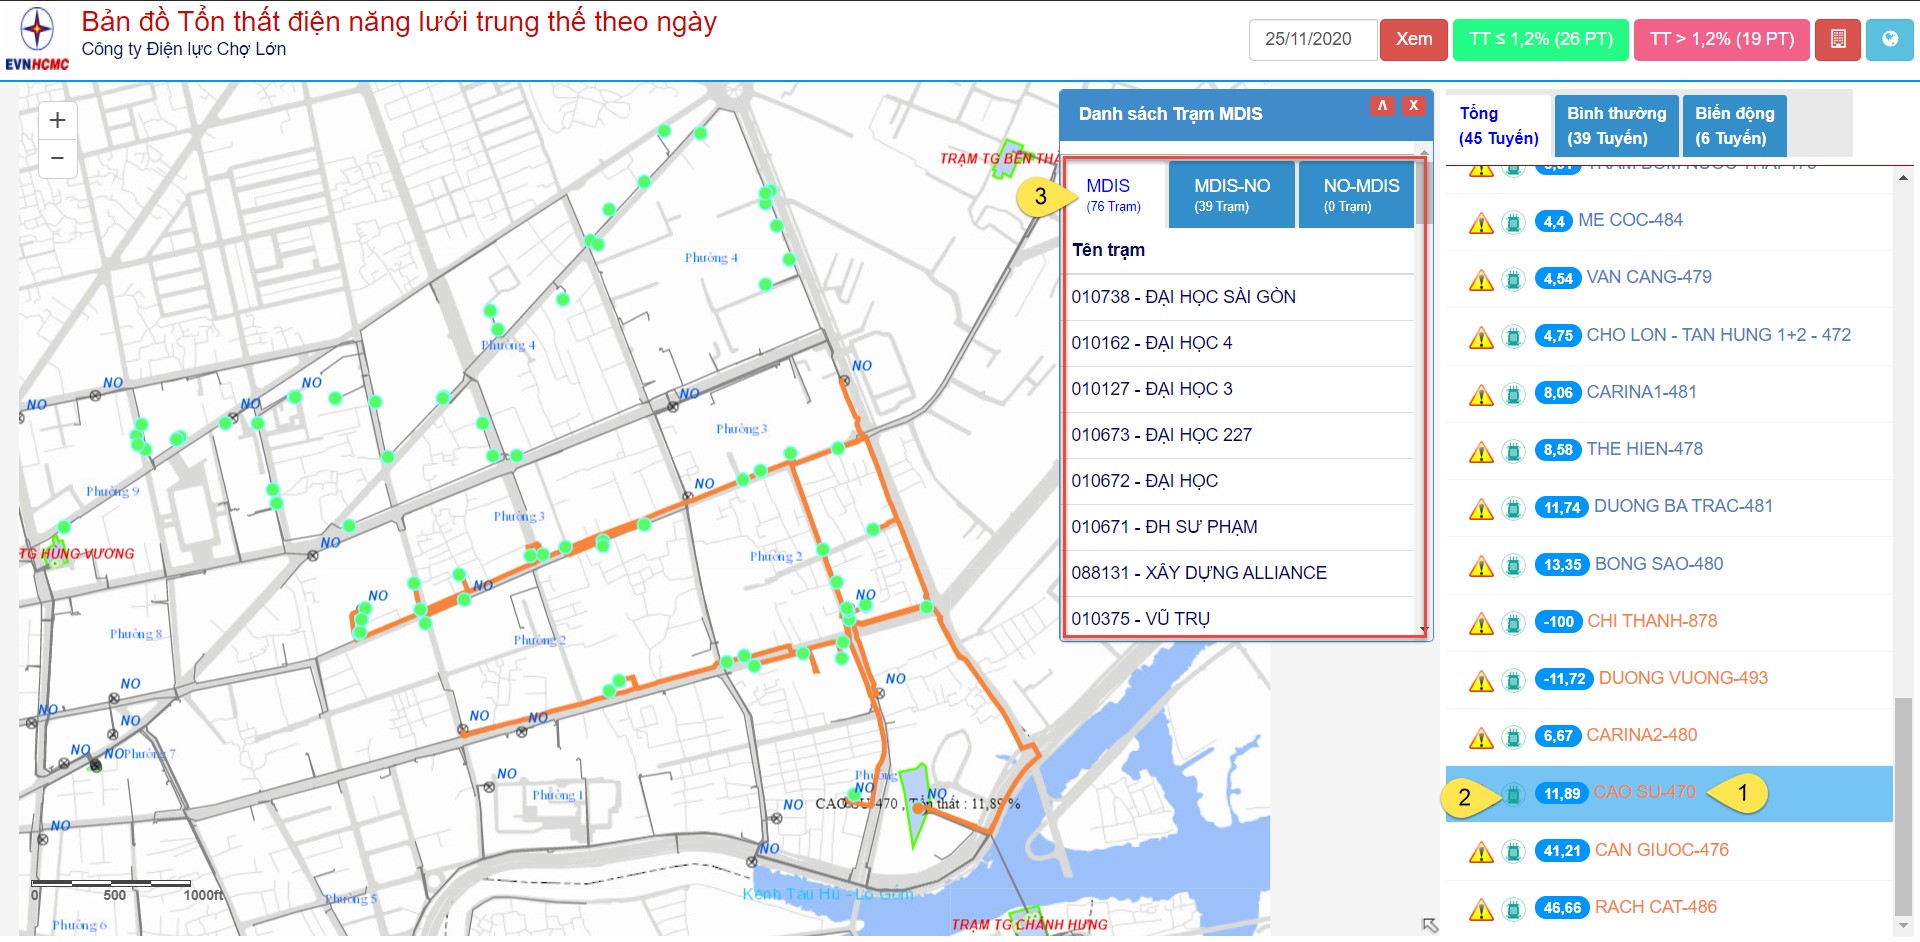 EVNHCMC
Bản đồ Tổn thất điện năng lưới trung thế theo ngày
Công ty Điện lực Chợ Lớn
25/11/2020
Xem
TT ≤ 1,2% (26 PT)
TT > 1,2% (19 PT)
+
−
TRẠM TG BẾN THÀ
Phường 4
Phường 4
NO
NO
NO
NO
NO
NO
Phường 3
Phường 9
NO
Phường 3
NO
TG HÙNG VƯƠNG
Phường 2
NO
NO
NO
Phường 8
Phường 2
NO
NO
NO
NO
NO
NO
NO
NO
Phường 7
NO
Phường 1
Phường
NO
NO
NO
CAO SU-470 , Tổn thất : 11,89 %
NO
NO
0
500
1000ft
Phường 5
Phường 6
Kênh Tàu Hủ - Lò Gốm
TRẠM TG CHÁNH HƯNG
Danh sách Trạm MDIS
Λ
X
3
MDIS
(76 Trạm)
MDIS-NO
(39 Trạm)
NO-MDIS
(0 Trạm)
Tên trạm
010738 - ĐẠI HỌC SÀI GÒN
010162 - ĐẠI HỌC 4
010127 - ĐẠI HỌC 3
010673 - ĐẠI HỌC 227
010672 - ĐẠI HỌC
010671 - ĐH SƯ PHẠM
088131 - XÂY DỰNG ALLIANCE
010375 - VŨ TRỤ
Tổng
(45 Tuyến)
Bình thường
(39 Tuyến)
Biến động
(6 Tuyến)
4,4 ME COC-484
4,54 VAN CANG-479
4,75 CHO LON - TAN HUNG 1+2 - 472
8,06 CARINA1-481
8,58 THE HIEN-478
11,74 DUONG BA TRAC-481
13,35 BONG SAO-480
-100 CHI THANH-878
-11,72 DUONG VUONG-493
6,67 CARINA2-480
2
11,89 CAO SU-470
1
41,21 CAN GIUOC-476
46,66 RACH CAT-486